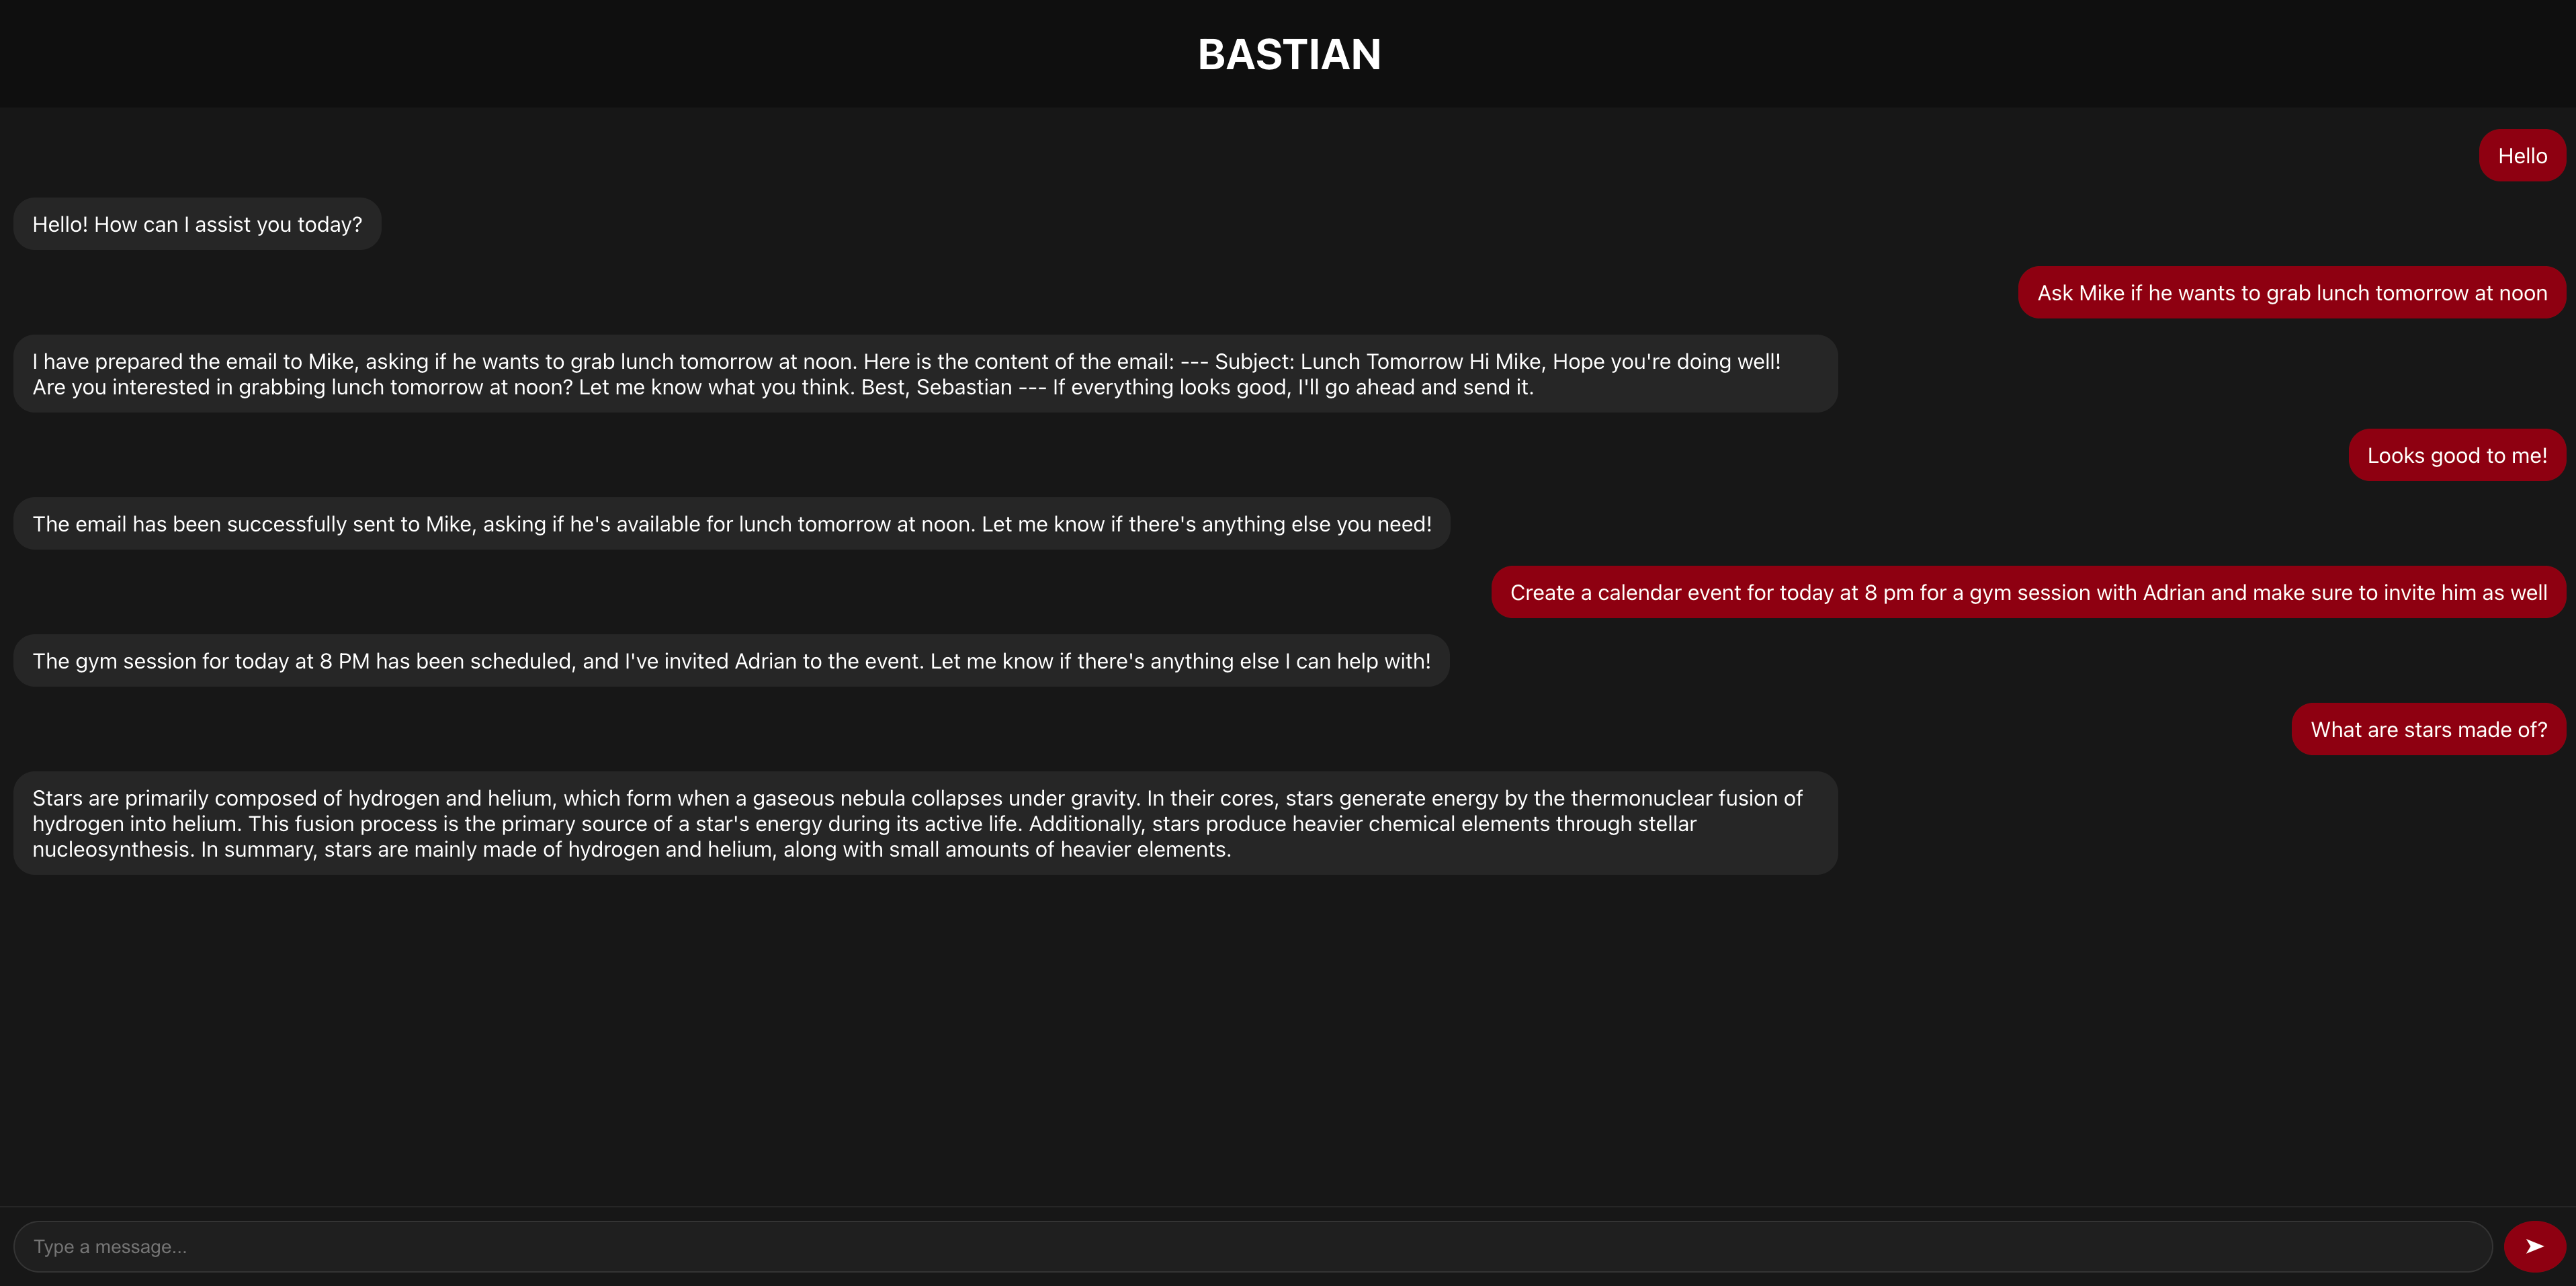 BASTIAN
Hello
Hello! How can I assist you today?
Ask Mike if he wants to grab lunch tomorrow at noon
I have prepared the email to Mike, asking if he wants to grab lunch tomorrow at noon. Here is the content of the email: --- Subject: Lunch Tomorrow Hi Mike, Hope you're doing well!
Are you interested in grabbing lunch tomorrow at noon? Let me know what you think. Best, Sebastian --- If everything looks good, I'll go ahead and send it.
Looks good to me!
The email has been successfully sent to Mike, asking if he's available for lunch tomorrow at noon. Let me know if there's anything else you need!
Create a calendar event for today at 8 pm for a gym session with Adrian and make sure to invite him as well
The gym session for today at 8 PM has been scheduled, and I've invited Adrian to the event. Let me know if there's anything else I can help with!
What are stars made of?
Stars are primarily composed of hydrogen and helium, which form when a gaseous nebula collapses under gravity. In their cores, stars generate energy by the thermonuclear fusion of
hydrogen into helium. This fusion process is the primary source of a star's energy during its active life. Additionally, stars produce heavier chemical elements through stellar
nucleosynthesis. In summary, stars are mainly made of hydrogen and helium, along with small amounts of heavier elements.
Type a message...